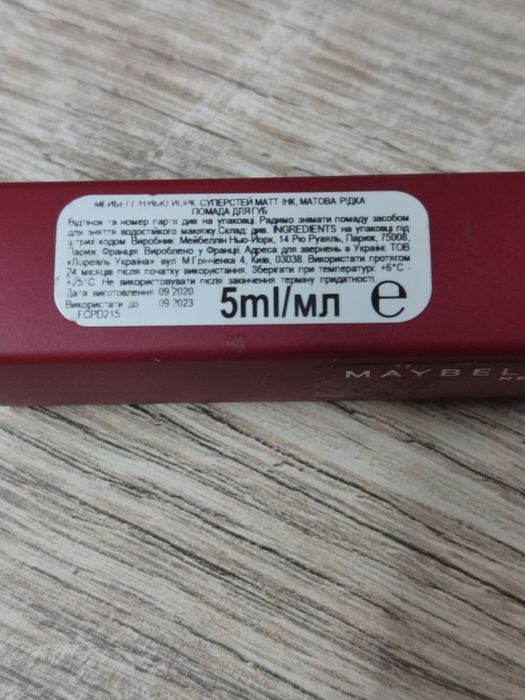 МЕЙБЕЛЛІН НЬЮ ЙОРК, СУПЕРСТЕЙ МАТТ ІНК, МАТОВА РІДКА
ПОМАДА ДЛЯ ГУБ
Відтінок та номер партії див на упаковці. Радимо знімати помаду засобом
для зняття водостійкого макіяжу Склад: див. INGREDIENTS на упаковці під
штрих кодом Виробник Мейбеллін Нью-Йорк, 14 Рю Руаяль, Париж, 75008,
Париж Франція Вироблено у Франції. Адреса для звернень в Україні ТОВ
«Лореаль Україна» вул. М.Грінченка 4, Київ, 03038. Використати протягом
24 місяців після початку використання. Зберігати при температурі +6°C -
+25°C Не використовувати після закінчення терміну придатності.
Дата виготовлення 09 2020
Використати до 09 2023
FCPD215
5ml/мл e
MAYBEL